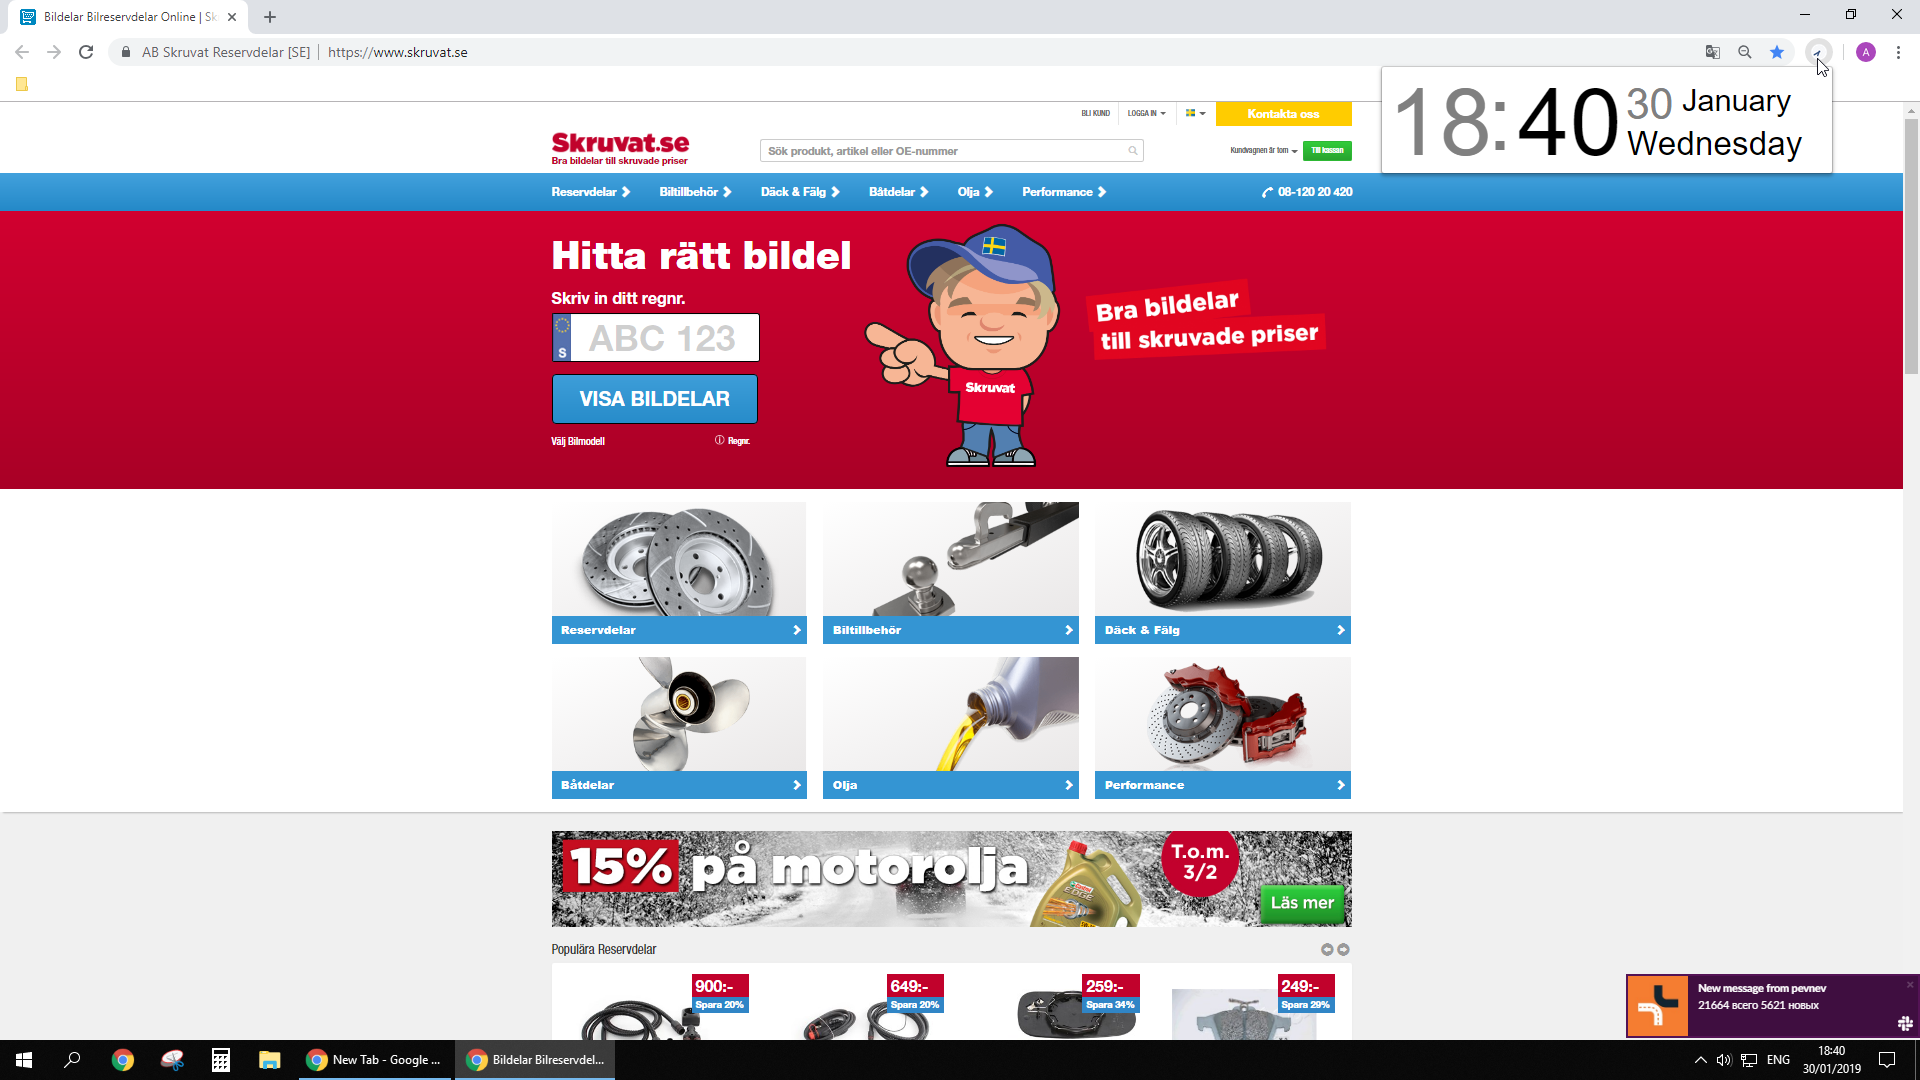 Bildelar Bilreservdelar Online | Sk
AB Skruvat Reservdelar [SE]
https://www.skruvat.se
A
18:40
30 January
Wednesday
BLI KUND
LOGGA IN
Kontakta oss
Skruvat.se
Bra bildelar till skruvade priser
Sök produkt, artikel eller OE-nummer
Kundvagnen är tom
Till kassan
Reservdelar
Biltillbehör
Däck & Fälg
Båtdelar
Olja
Performance
08-120 20 420
Hitta rätt bildel
Skriv in ditt regnr.
S
ABC 123
VISA BILDELAR
Välj Bilmodell
Regnr.
Skruvat
Bra bildelar
till skruvade priser
Reservdelar
Biltillbehör
Däck & Fälg
Båtdelar
Olja
Performance
15% på motorolja
Castrol
EDGE
T.o.m.
3/2
Läs mer
Populära Reservdelar
900:-
Spara 20%
649:-
Spara 20%
259:-
Spara 34%
249:-
Spara 29%
New message from pevnev
21664 всего 5621 новых
New Tab - Google ...
Bildelar Bilreservdel...
ENG
18:40
30/01/2019